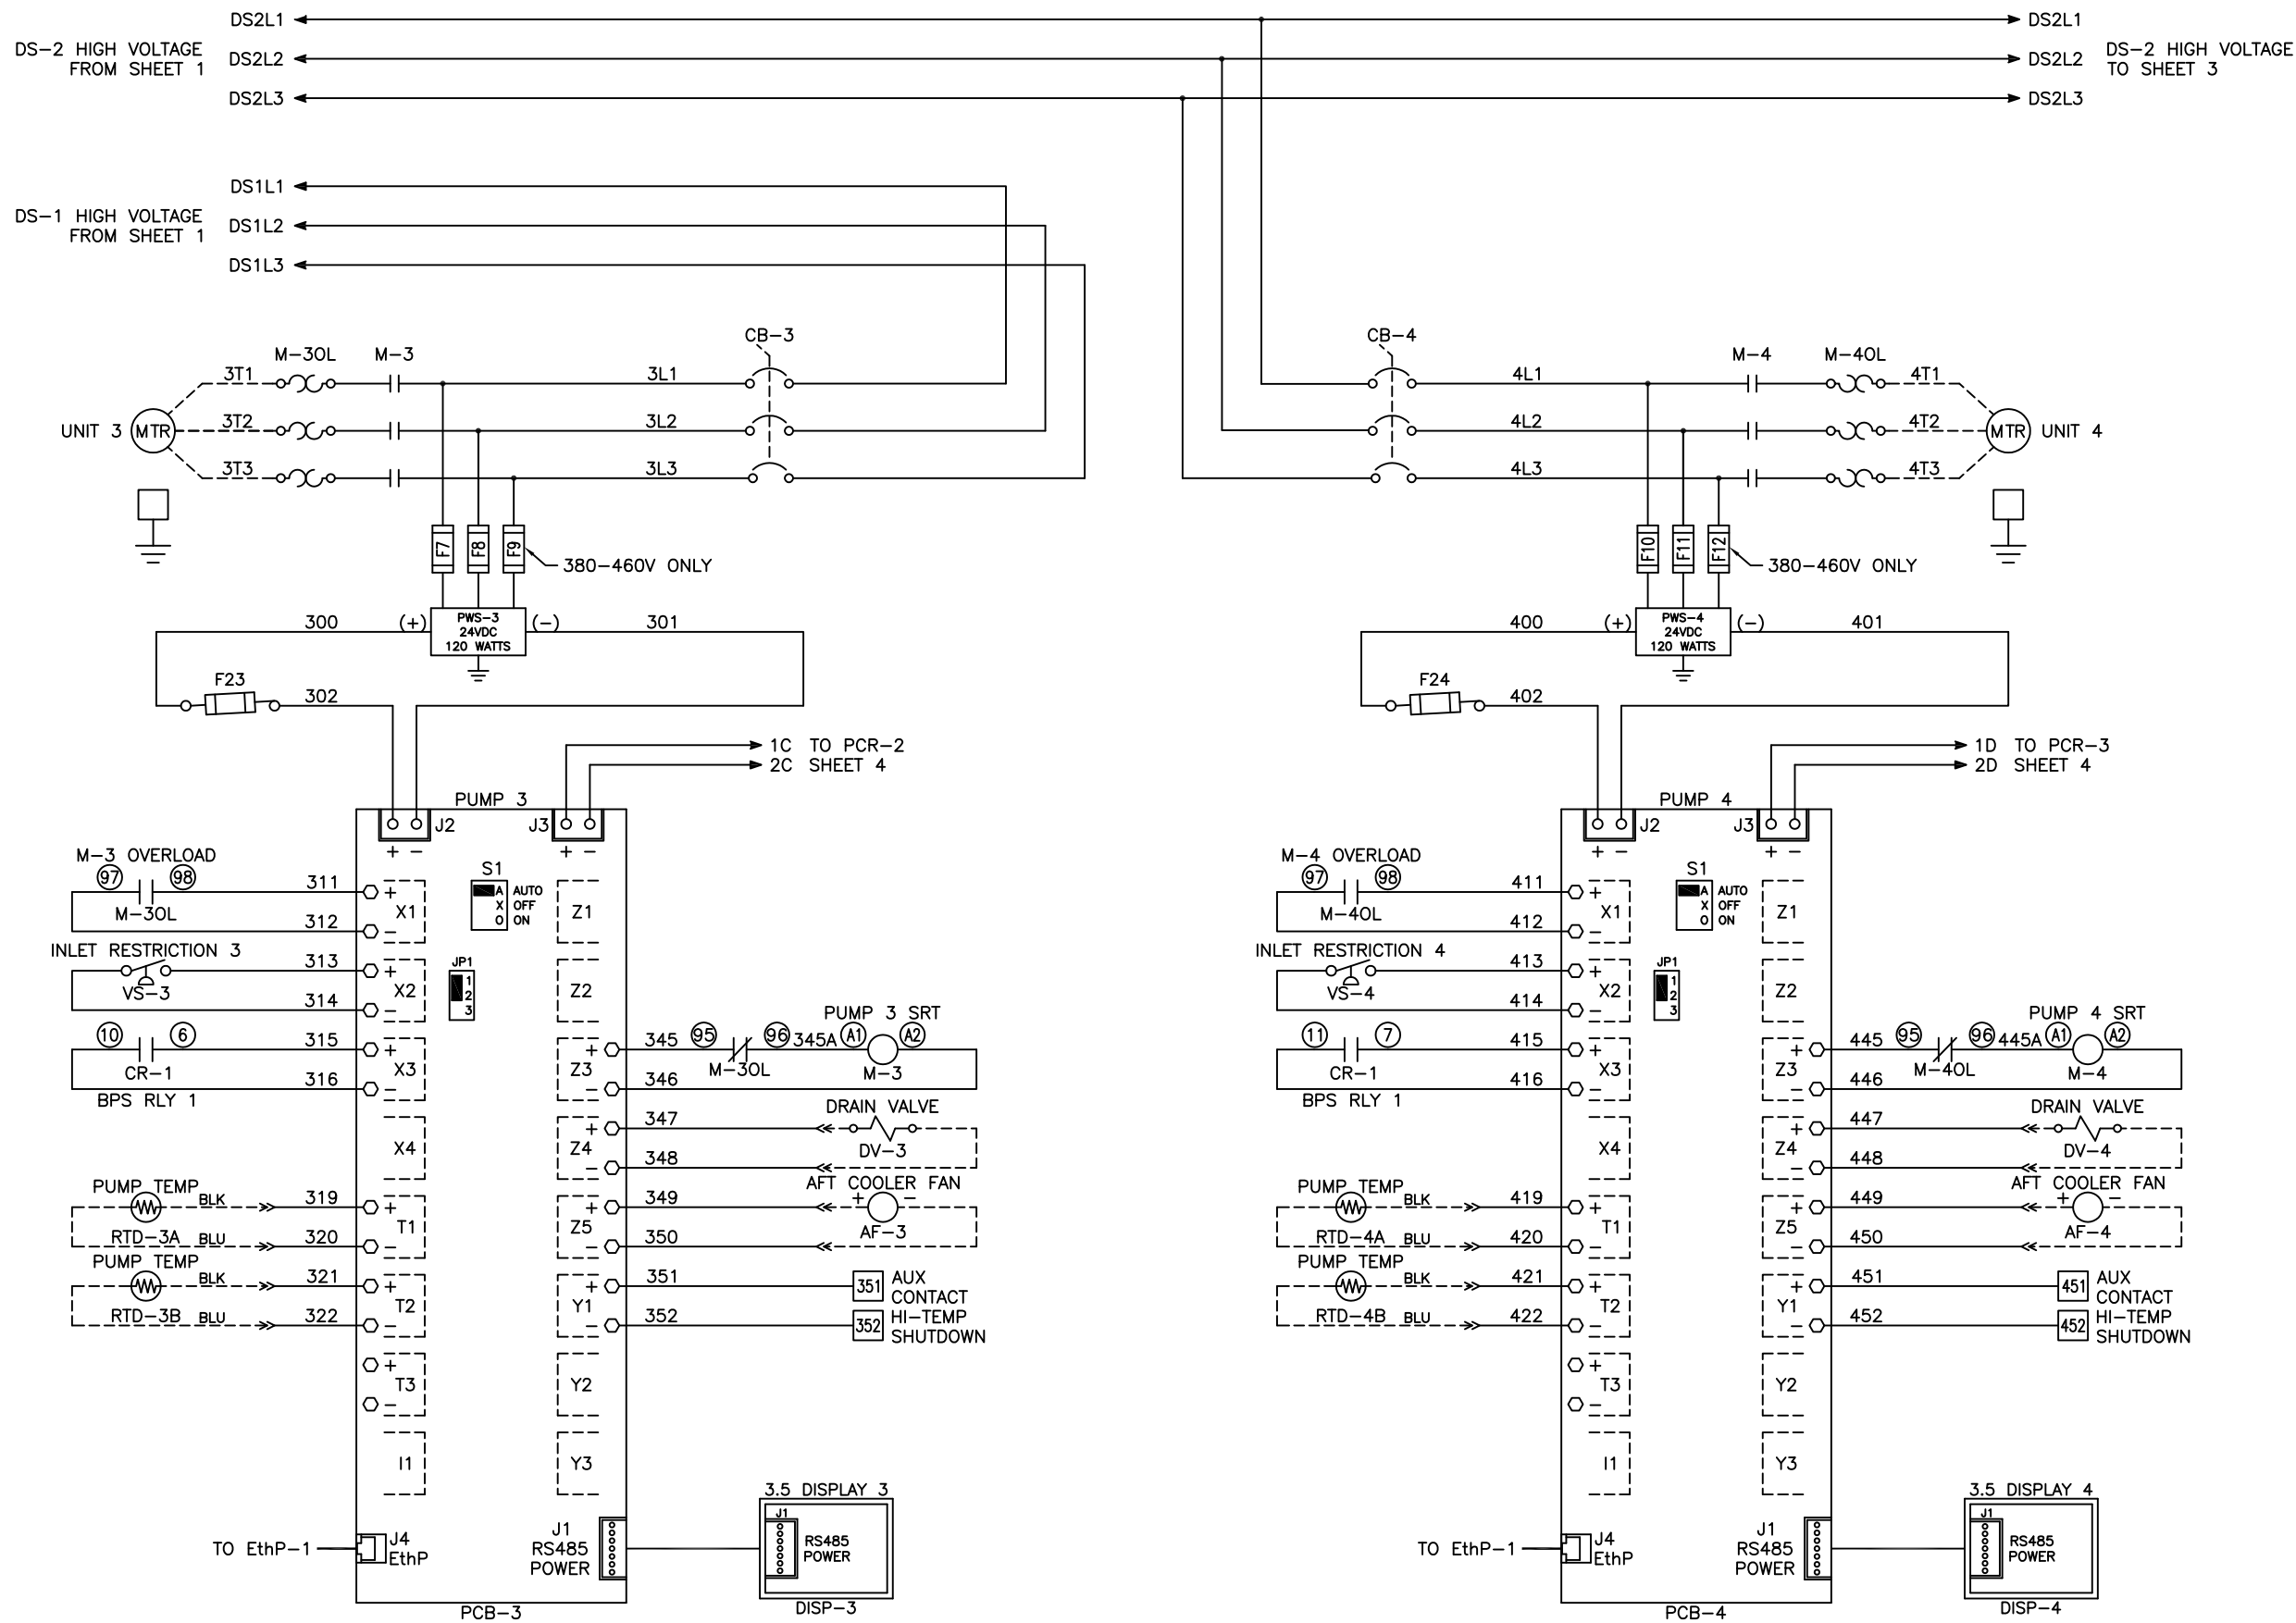 DS2L1
DS-2 HIGH VOLTAGE
FROM SHEET 1
DS2L2
DS2L3
DS2L1
DS2L2
DS2L3
DS-2 HIGH VOLTAGE
TO SHEET 3
DS1L1
DS-1 HIGH VOLTAGE
FROM SHEET 1
DS1L2
DS1L3
CB-3
M-3OL
M-3
3T1
3L1
UNIT 3
MTR
3T2
3L2
3T3
3L3
F7
F8
F9
380-460V ONLY
300
(+)
PWS-3
24VDC
120 WATTS
(-)
301
F23
302
1C TO PCR-2
2C SHEET 4
PUMP 3
J2
J3
+ -
+ -
M-3 OVERLOAD
97
98
311
M-3OL
312
+
X1
-
S1
A AUTO
X OFF
O ON
Z1
INLET RESTRICTION 3
313
VS-3
314
+
X2
-
JP1
1
2
3
Z2
10
6
315
CR-1
316
BPS RLY 1
+
X3
-
+
Z3
-
PUMP 3 SRT
345
95
96
345A
A1
A2
M-3OL
M-3
346
X4
+
Z4
-
347
DRAIN VALVE
DV-3
348
PUMP TEMP
BLK
319
RTD-3A
BLU
320
+
T1
-
+
Z5
-
349
AFT COOLER FAN
+
-
350
AF-3
PUMP TEMP
BLK
321
RTD-3B
BLU
322
+
T2
-
+
Y1
-
351
351
AUX
CONTACT
352
352
HI-TEMP
SHUTDOWN
+
T3
-
Y2
I1
Y3
TO EthP-1
J4
EthP
J1
RS485
POWER
3.5 DISPLAY 3
J1
RS485
POWER
DISP-3
PCB-3
CB-4
M-4
M-4OL
4L1
4T1
4L2
4T2
MTR
UNIT 4
4L3
4T3
F10
F11
F12
380-460V ONLY
400
(+)
PWS-4
24VDC
120 WATTS
(-)
401
F24
402
1D TO PCR-3
2D SHEET 4
PUMP 4
J2
J3
+ -
+ -
M-4 OVERLOAD
97
98
411
M-4OL
412
+
X1
-
S1
A AUTO
X OFF
O ON
Z1
INLET RESTRICTION 4
413
VS-4
414
+
X2
-
JP1
1
2
3
Z2
11
7
415
CR-1
416
BPS RLY 1
+
X3
-
+
Z3
-
PUMP 4 SRT
445
95
96
445A
A1
A2
M-4OL
M-4
446
X4
+
Z4
-
447
DRAIN VALVE
DV-4
448
PUMP TEMP
BLK
419
RTD-4A
BLU
420
+
T1
-
+
Z5
-
449
AFT COOLER FAN
+
-
450
AF-4
PUMP TEMP
BLK
421
RTD-4B
BLU
422
+
T2
-
+
Y1
-
451
451
AUX
CONTACT
452
452
HI-TEMP
SHUTDOWN
+
T3
-
Y2
I1
Y3
TO EthP-1
J4
EthP
J1
RS485
POWER
3.5 DISPLAY 4
J1
RS485
POWER
DISP-4
PCB-4